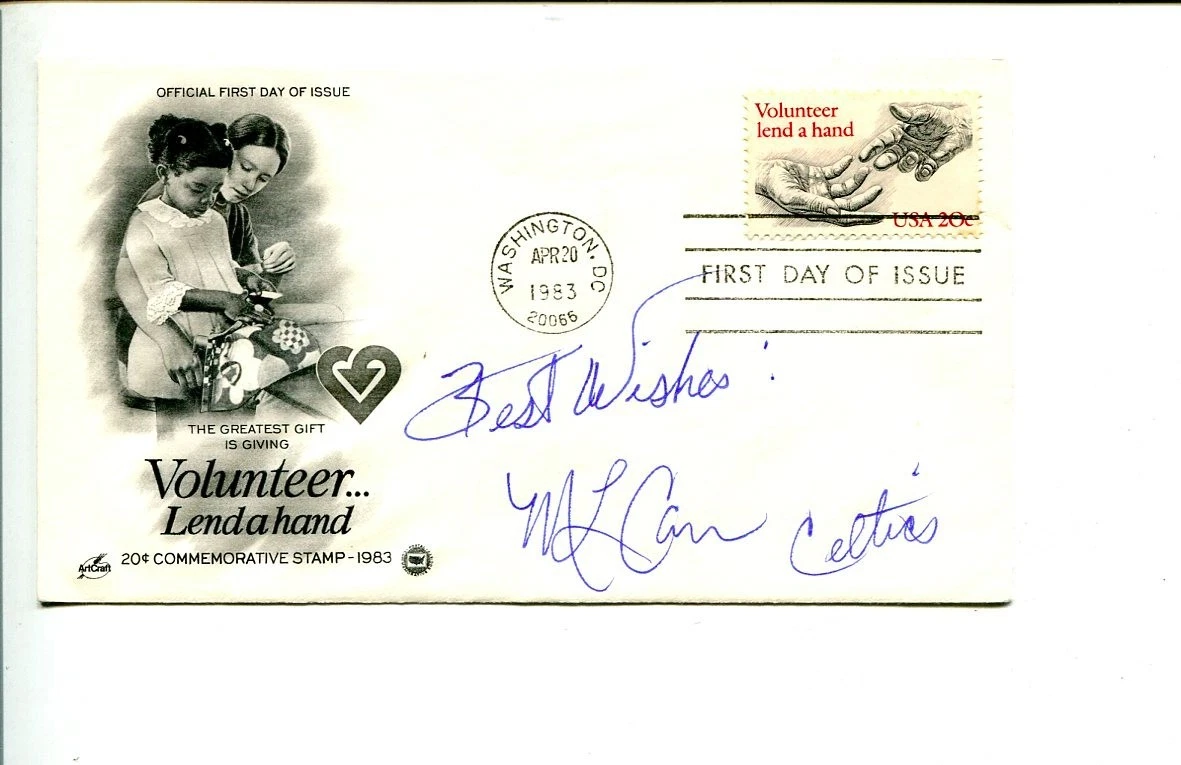 OFFICIAL FIRST DAY OF ISSUE
Volunteer
lend a hand
USA 20c
WASHINGTON, DC
APR 20
1983
20066
FIRST DAY OF ISSUE
Best Wishes!
M L Carr Celtics
THE GREATEST GIFT
IS GIVING
Volunteer...
Lend a hand
ArtCraft
20¢ COMMEMORATIVE STAMP - 1983